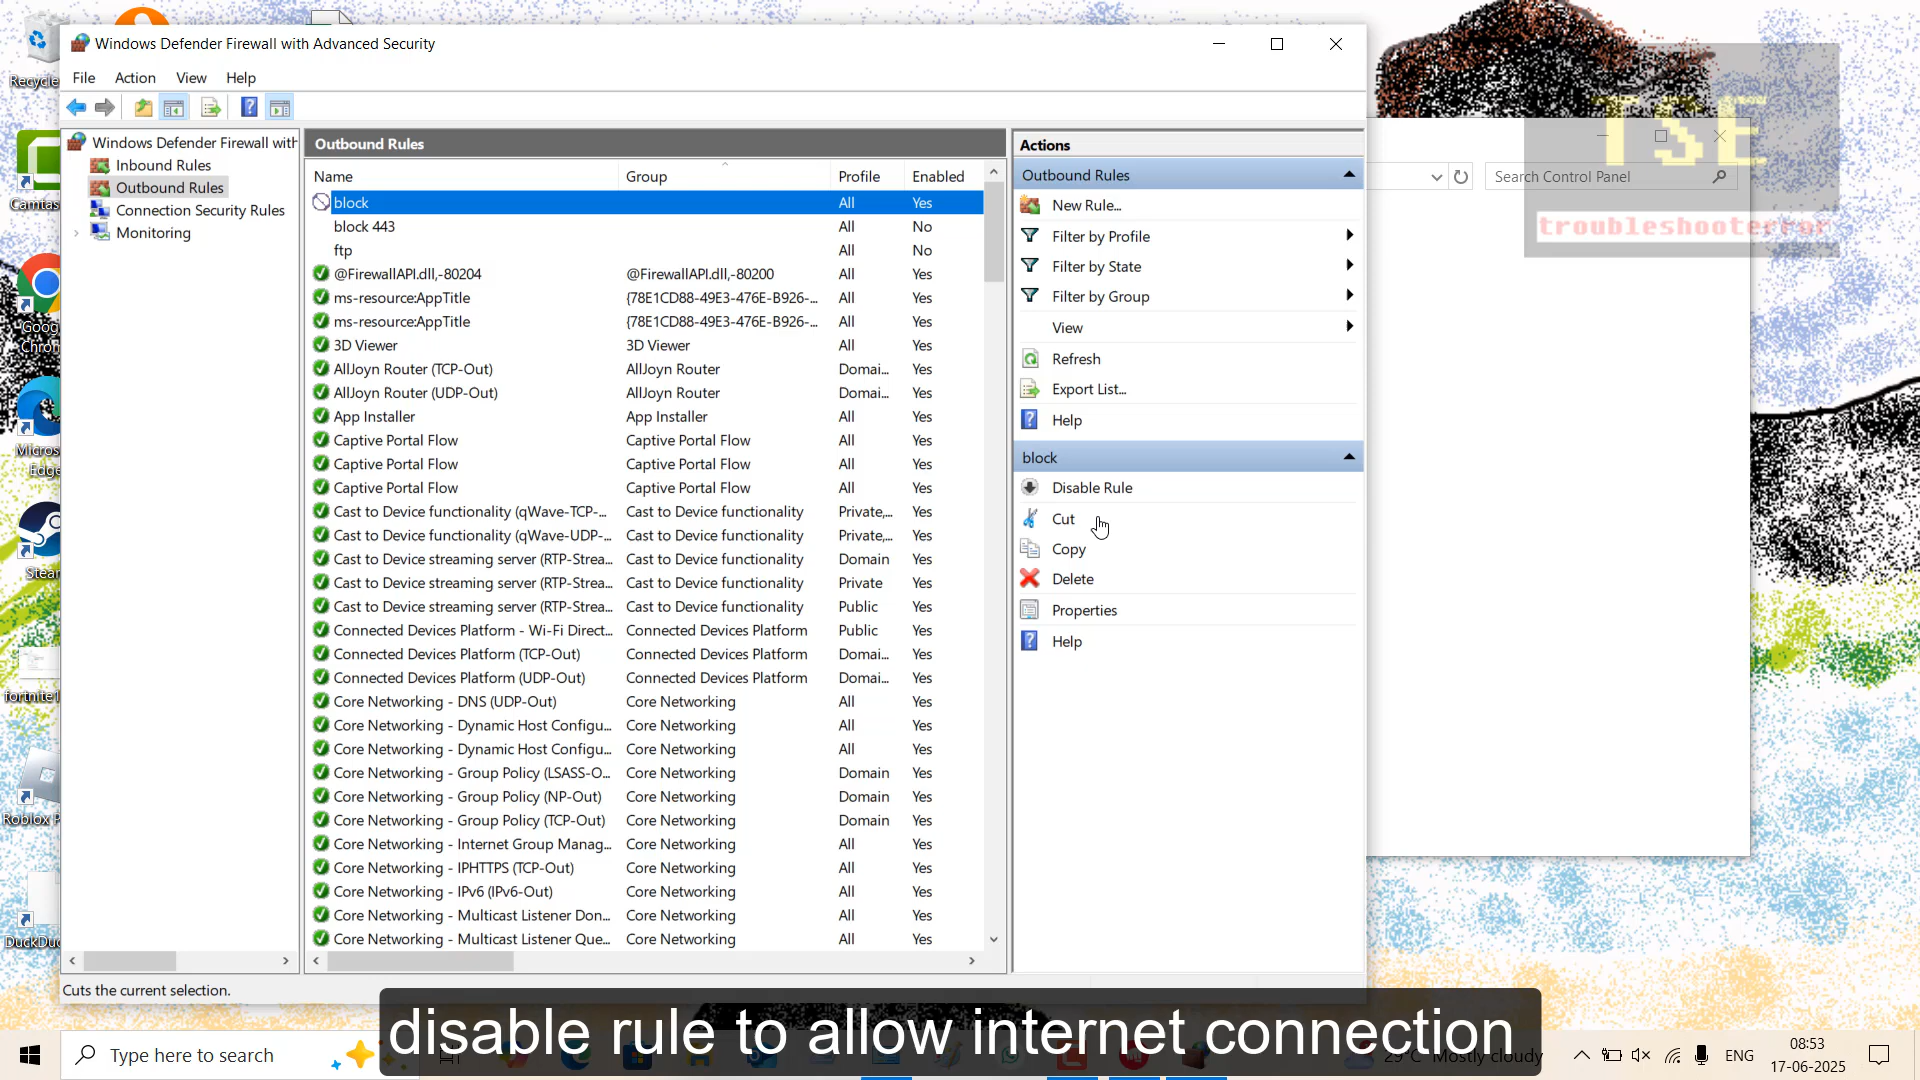 Windows Defender Firewall with Advanced Security
File Action View Help
Windows Defender Firewall with
Inbound Rules
Outbound Rules
Connection Security Rules
Monitoring
Outbound Rules
Name Group Profile Enabled
block All Yes
block 443 All No
ftp All No
@FirewallAPI.dll,-80204 @FirewallAPI.dll,-80200 All Yes
ms-resource:AppTitle {78E1CD88-49E3-476E-B926-... All Yes
ms-resource:AppTitle {78E1CD88-49E3-476E-B926-... All Yes
3D Viewer 3D Viewer All Yes
AllJoyn Router (TCP-Out) AllJoyn Router Domai... Yes
AllJoyn Router (UDP-Out) AllJoyn Router Domai... Yes
App Installer App Installer All Yes
Captive Portal Flow Captive Portal Flow All Yes
Captive Portal Flow Captive Portal Flow All Yes
Captive Portal Flow Captive Portal Flow All Yes
Cast to Device functionality (qWave-TCP-... Cast to Device functionality Private,... Yes
Cast to Device functionality (qWave-UDP-... Cast to Device functionality Private,... Yes
Cast to Device streaming server (RTP-Strea... Cast to Device functionality Domain Yes
Cast to Device streaming server (RTP-Strea... Cast to Device functionality Private Yes
Cast to Device streaming server (RTP-Strea... Cast to Device functionality Public Yes
Connected Devices Platform - Wi-Fi Direct... Connected Devices Platform Public Yes
Connected Devices Platform (TCP-Out) Connected Devices Platform Domai... Yes
Connected Devices Platform (UDP-Out) Connected Devices Platform Domai... Yes
Core Networking - DNS (UDP-Out) Core Networking All Yes
Core Networking - Dynamic Host Configu... Core Networking All Yes
Core Networking - Dynamic Host Configu... Core Networking All Yes
Core Networking - Group Policy (LSASS-O... Core Networking Domain Yes
Core Networking - Group Policy (NP-Out) Core Networking Domain Yes
Core Networking - Group Policy (TCP-Out) Core Networking Domain Yes
Core Networking - Internet Group Manag... Core Networking All Yes
Core Networking - IPHTTPS (TCP-Out) Core Networking All Yes
Core Networking - IPv6 (IPv6-Out) Core Networking All Yes
Core Networking - Multicast Listener Don... Core Networking All Yes
Core Networking - Multicast Listener Que... Core Networking All Yes
Actions
Outbound Rules
New Rule...
Filter by Profile
Filter by State
Filter by Group
View
Refresh
Export List...
Help
block
Disable Rule
Cut
Copy
Delete
Properties
Help
Search Control Panel
TSE
troubleshooterror
Recycle
Camtas
Goog
Chron
Micros
Edge
Stear
fortnite
Roblox P
DuckDuc
Cuts the current selection.
disable rule to allow internet connection
Type here to search
29°C Mostly cloudy
ENG
08:53
17-06-2025